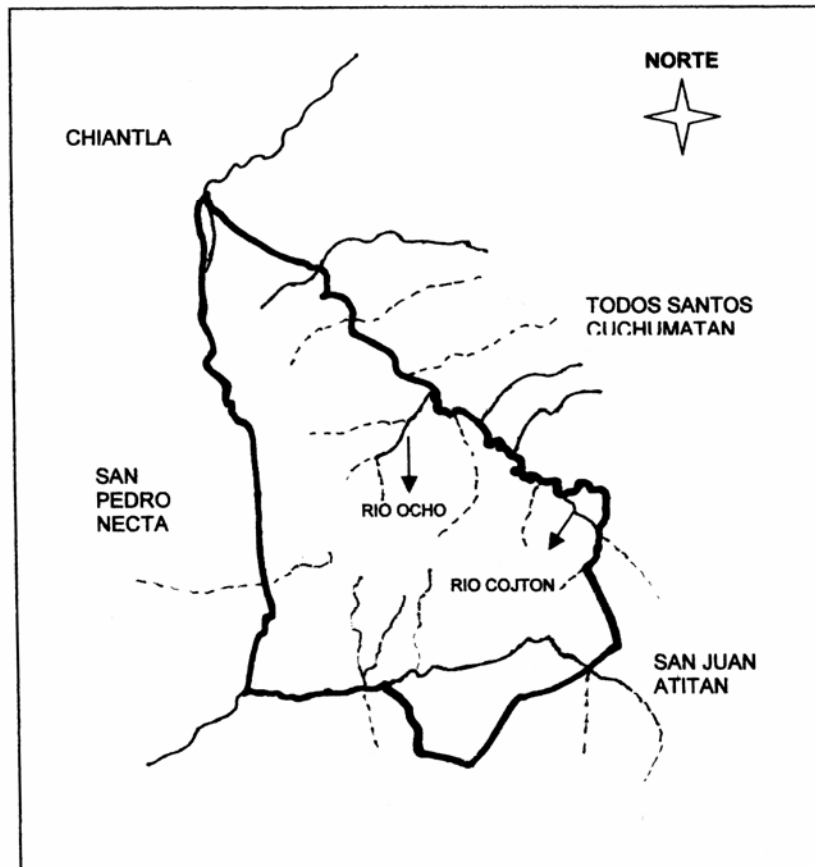 NORTE
CHIANTLA
TODOS SANTOS
CUCHUMATAN
SAN
PEDRO
NECTA
RIO OCHO
RIO COJTON
SAN JUAN
ATITAN